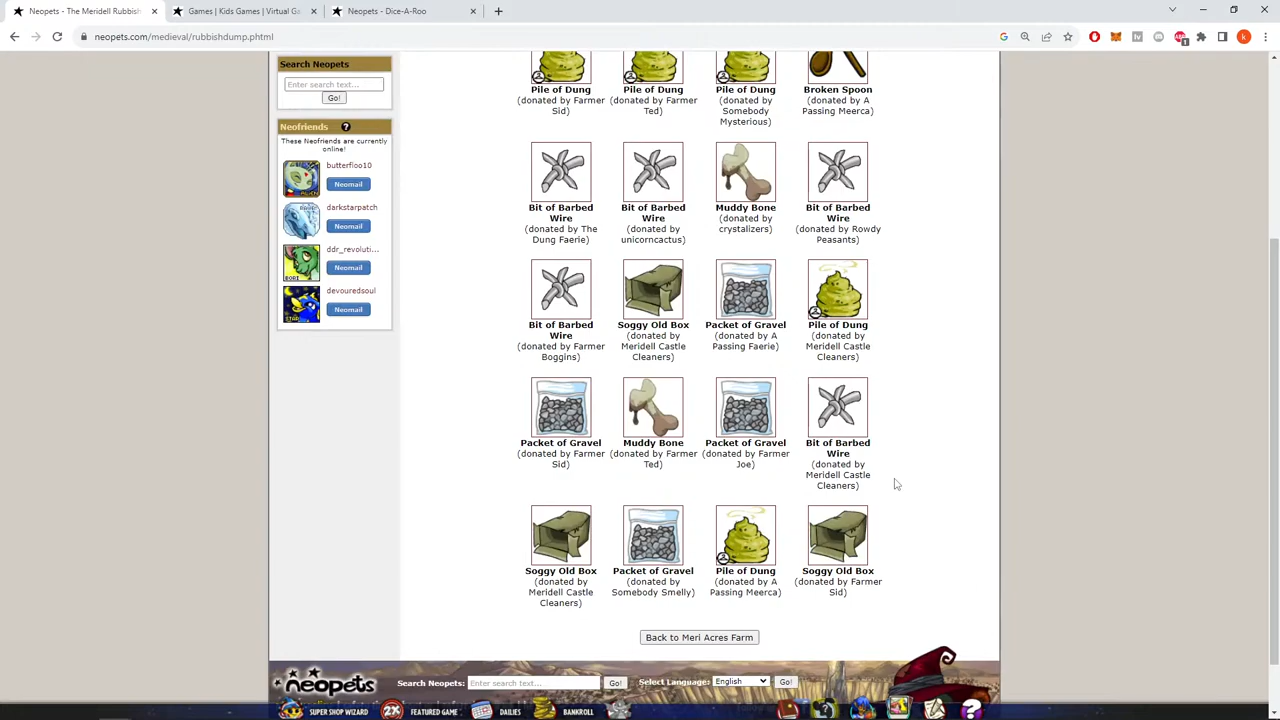 Neopets - The Meridell Rubbish
Games | Kids Games | Virtual Go
Neopets - Dice-A-Roo
neopets.com/medieval/rubbishdump.phtml
Search Neopets
Enter search text...
Go!
Neofriends ?
These Neofriends are currently
online!
butterfloo10
Neomail
darkstarpatch
Neomail
ddr_revoluti...
Neomail
devouredsoul
Neomail
Pile of Dung
(donated by Farmer
Sid)
Pile of Dung
(donated by Farmer
Ted)
Pile of Dung
(donated by
Somebody
Mysterious)
Broken Spoon
(donated by A
Passing Meerca)
Bit of Barbed
Wire
(donated by The
Dung Faerie)
Bit of Barbed
Wire
(donated by
unicorncactus)
Muddy Bone
(donated by
crystalizers)
Bit of Barbed
Wire
(donated by Rowdy
Peasants)
Bit of Barbed
Wire
(donated by Farmer
Boggins)
Soggy Old Box
(donated by
Meridell Castle
Cleaners)
Packet of Gravel
(donated by A
Passing Faerie)
Pile of Dung
(donated by
Meridell Castle
Cleaners)
Packet of Gravel
(donated by Farmer
Sid)
Muddy Bone
(donated by Farmer
Ted)
Packet of Gravel
(donated by Farmer
Joe)
Bit of Barbed
Wire
(donated by
Meridell Castle
Cleaners)
Soggy Old Box
(donated by
Meridell Castle
Cleaners)
Packet of Gravel
(donated by
Somebody Smelly)
Pile of Dung
(donated by A
Passing Meerca)
Soggy Old Box
(donated by Farmer
Sid)
Back to Meri Acres Farm
neopets
Search Neopets: Enter search text... Go! Select Language: English Go!
SUPER SHOP WIZARD FEATURED GAME DAILIES BANKROLL